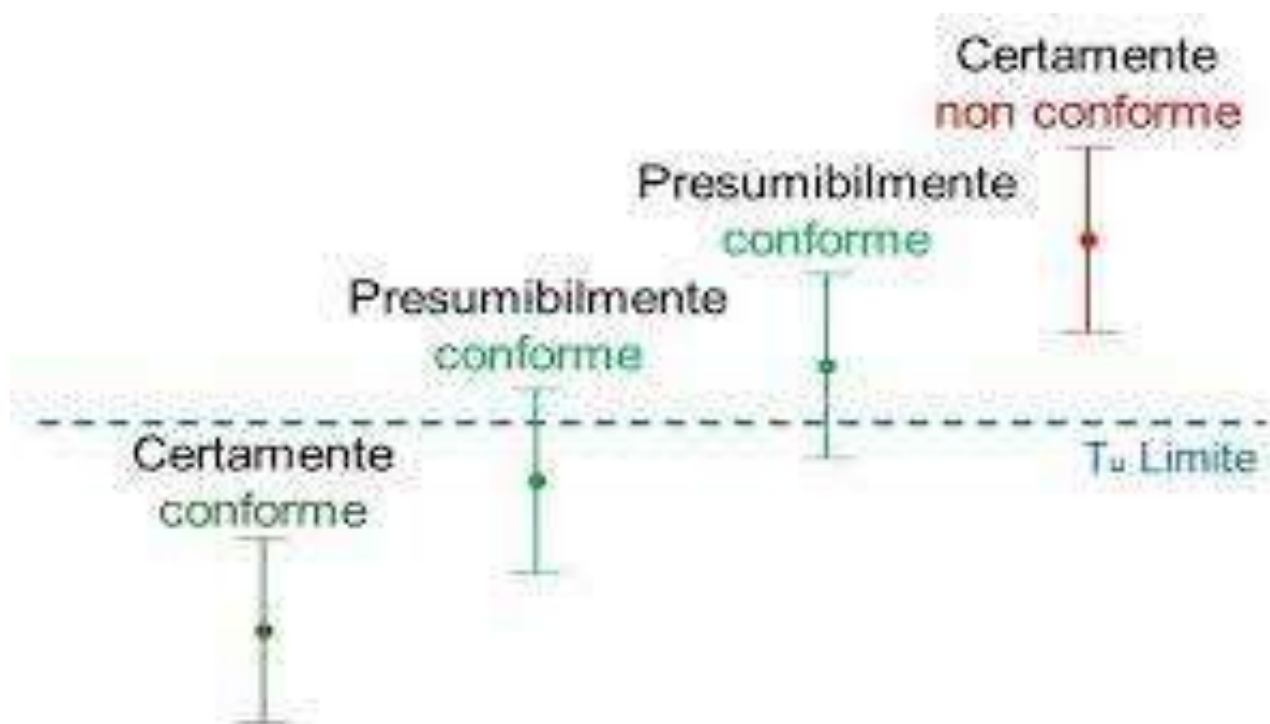 Certamente
non conforme
Presumibilmente
conforme
Presumibilmente
conforme
Certamente
conforme
Tu Limite